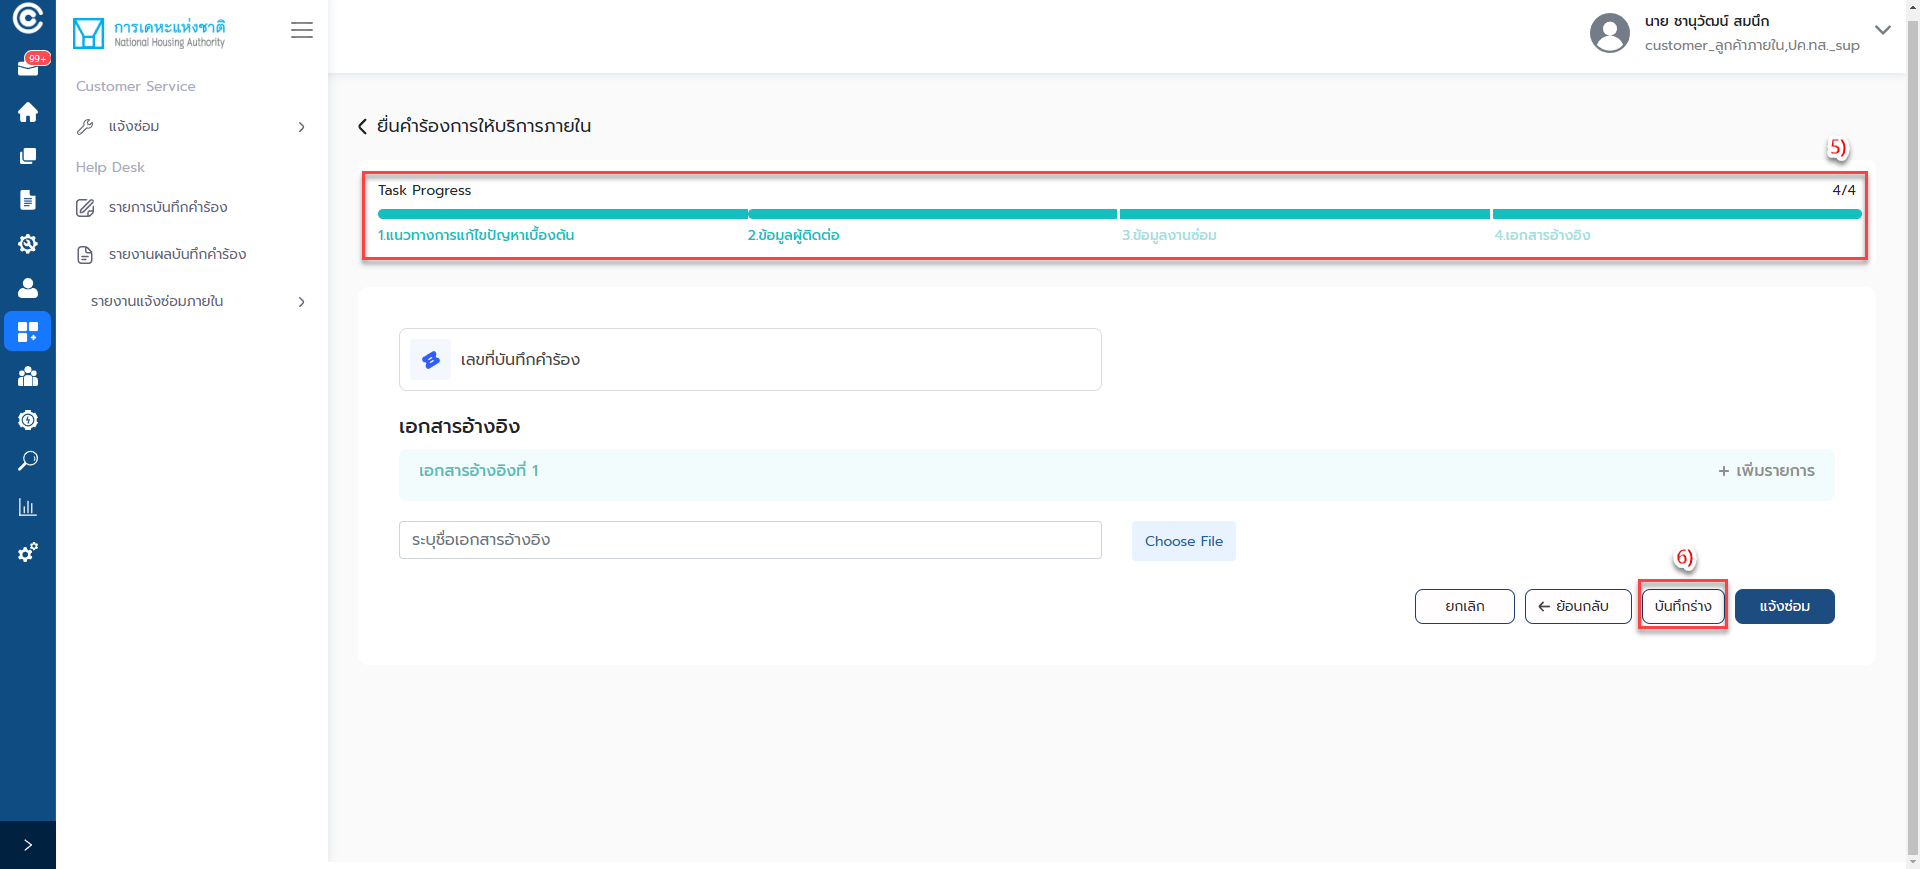 99+
การเคหะแห่งชาติ
National Housing Authority
Customer Service
แจ้งซ่อม
Help Desk
รายการบันทึกคำร้อง
รายงานผลบันทึกคำร้อง
รายงานแจ้งซ่อมภายใน
นาย ชานุวัฒน์ สมนึก
customer_ลูกค้าภายใน,ปค.ทส._sup
ยื่นคำร้องการให้บริการภายใน
5)
Task Progress 4/4
1.แนวทางการแก้ไขปัญหาเบื้องต้น 2.ข้อมูลผู้ติดต่อ 3.ข้อมูลงานซ่อม 4.เอกสารอ้างอิง
เลขที่บันทึกคำร้อง
เอกสารอ้างอิง
เอกสารอ้างอิงที่ 1 + เพิ่มรายการ
ระบุชื่อเอกสารอ้างอิง Choose File
6)
ยกเลิก ย้อนกลับ บันทึกร่าง แจ้งซ่อม